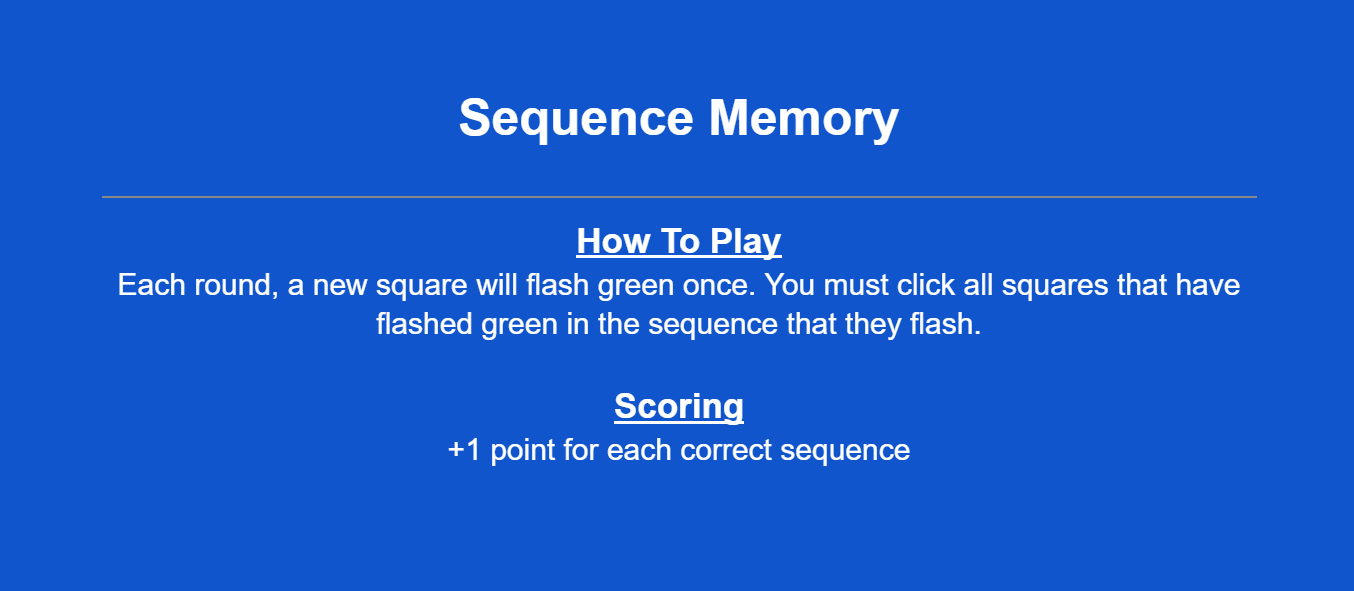 Sequence Memory
How To Play
Each round, a new square will flash green once. You must click all squares that have
flashed green in the sequence that they flash.
Scoring
+1 point for each correct sequence